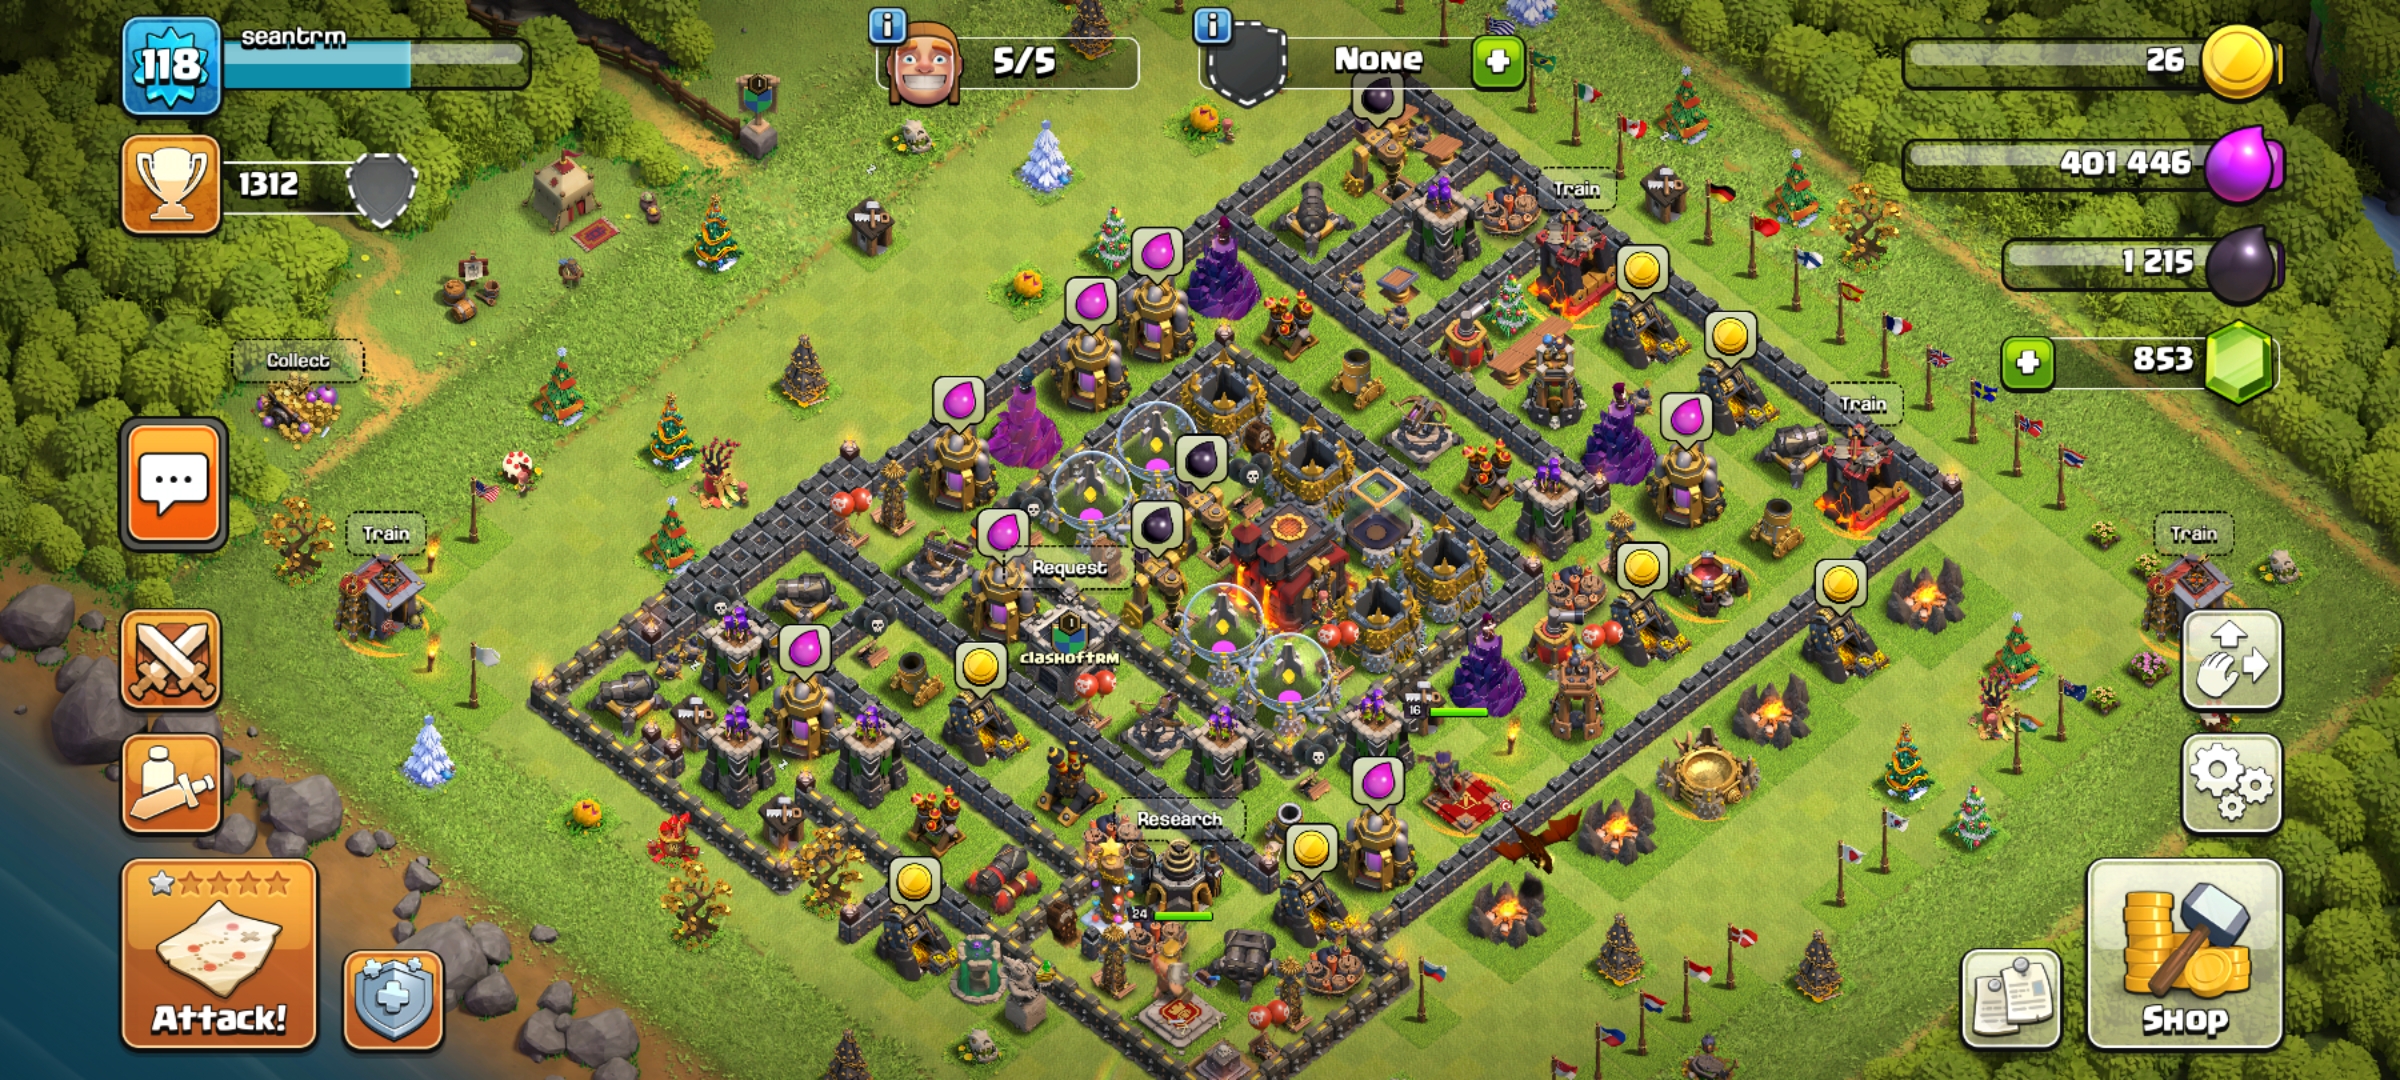 118
seantrm
5/5
None
26
1312
401 446
1 215
853
Train
Collect
Train
Train
Train
Request
clashofTRM
16
Research
24
Attack!
Shop